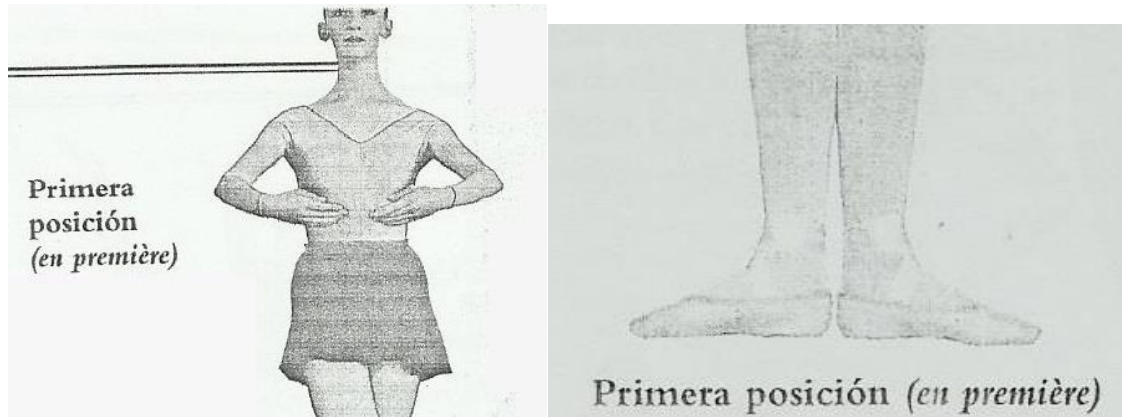 Primera
posición
(en première)
Primera posición (en première)